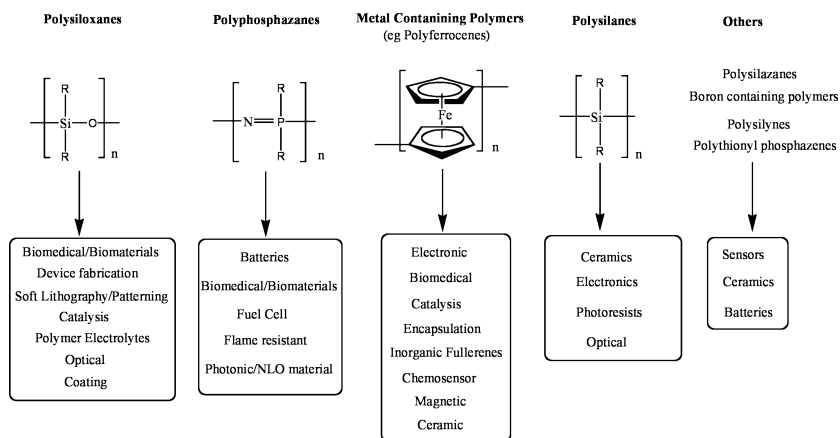 Polysiloxanes
R
Si
O
R
n
Biomedical/Biomaterials
Device fabrication
Soft Lithography/Patterning
Catalysis
Polymer Electrolytes
Optical
Coating
Polyphosphazanes
R
N
P
R
n
Batteries
Biomedical/Biomaterials
Fuel Cell
Flame resistant
Photonic/NLO material
Metal Contanining Polymers
(eg Polyferrocenes)
Fe
n
Electronic
Biomedical
Catalysis
Encapsulation
Inorganic Fullerenes
Chemosensor
Magnetic
Ceramic
Polysilanes
R
Si
R
n
Ceramics
Electronics
Photoresists
Optical
Others
Polysilazanes
Boron containing polymers
Polysilynes
Polythionyl phosphazenes
Sensors
Ceramics
Batteries